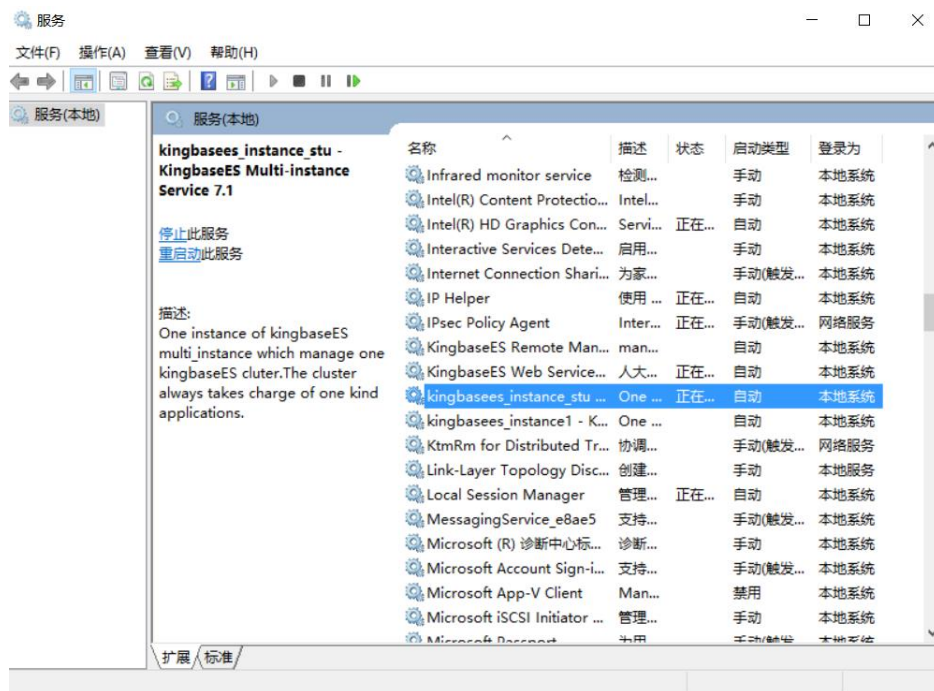 服务
文件(F) 操作(A) 查看(V) 帮助(H)
服务(本地)
服务(本地)
kingbasees_instance_stu -
KingbaseES Multi-instance
Service 7.1
停止此服务
重启动此服务
描述:
One instance of kingbaseES
multi_instance which manage one
kingbaseES cluter.The cluster
always takes charge of one kind
applications.
名称 描述 状态 启动类型 登录为
Infrared monitor service 检测... 手动 本地系统
Intel(R) Content Protectio... Intel... 手动 本地系统
Intel(R) HD Graphics Con... Servi... 正在... 自动 本地系统
Interactive Services Dete... 启用... 手动 本地系统
Internet Connection Shari... 为家... 手动(触发... 本地系统
IP Helper 使用 ... 正在... 自动 本地系统
IPsec Policy Agent Inter... 正在... 手动(触发... 网络服务
KingbaseES Remote Man... man... 自动 本地系统
KingbaseES Web Service... 人大... 正在... 自动 本地系统
kingbasees_instance_stu ... One ... 正在... 自动 本地系统
kingbasees_instance1 - K... One ... 自动 本地系统
KtmRm for Distributed Tr... 协调... 手动(触发... 网络服务
Link-Layer Topology Disc... 创建... 手动 本地服务
Local Session Manager 管理... 正在... 自动 本地系统
MessagingService_e8ae5 支持... 手动(触发... 本地系统
Microsoft (R) 诊断中心标... 诊断... 手动 本地系统
Microsoft Account Sign-i... 支持... 手动(触发... 本地系统
Microsoft App-V Client Man... 禁用 本地系统
Microsoft iSCSI Initiator ... 管理... 手动 本地系统
Microsoft Passport 为用... 手动(触发... 本地系统
扩展 标准